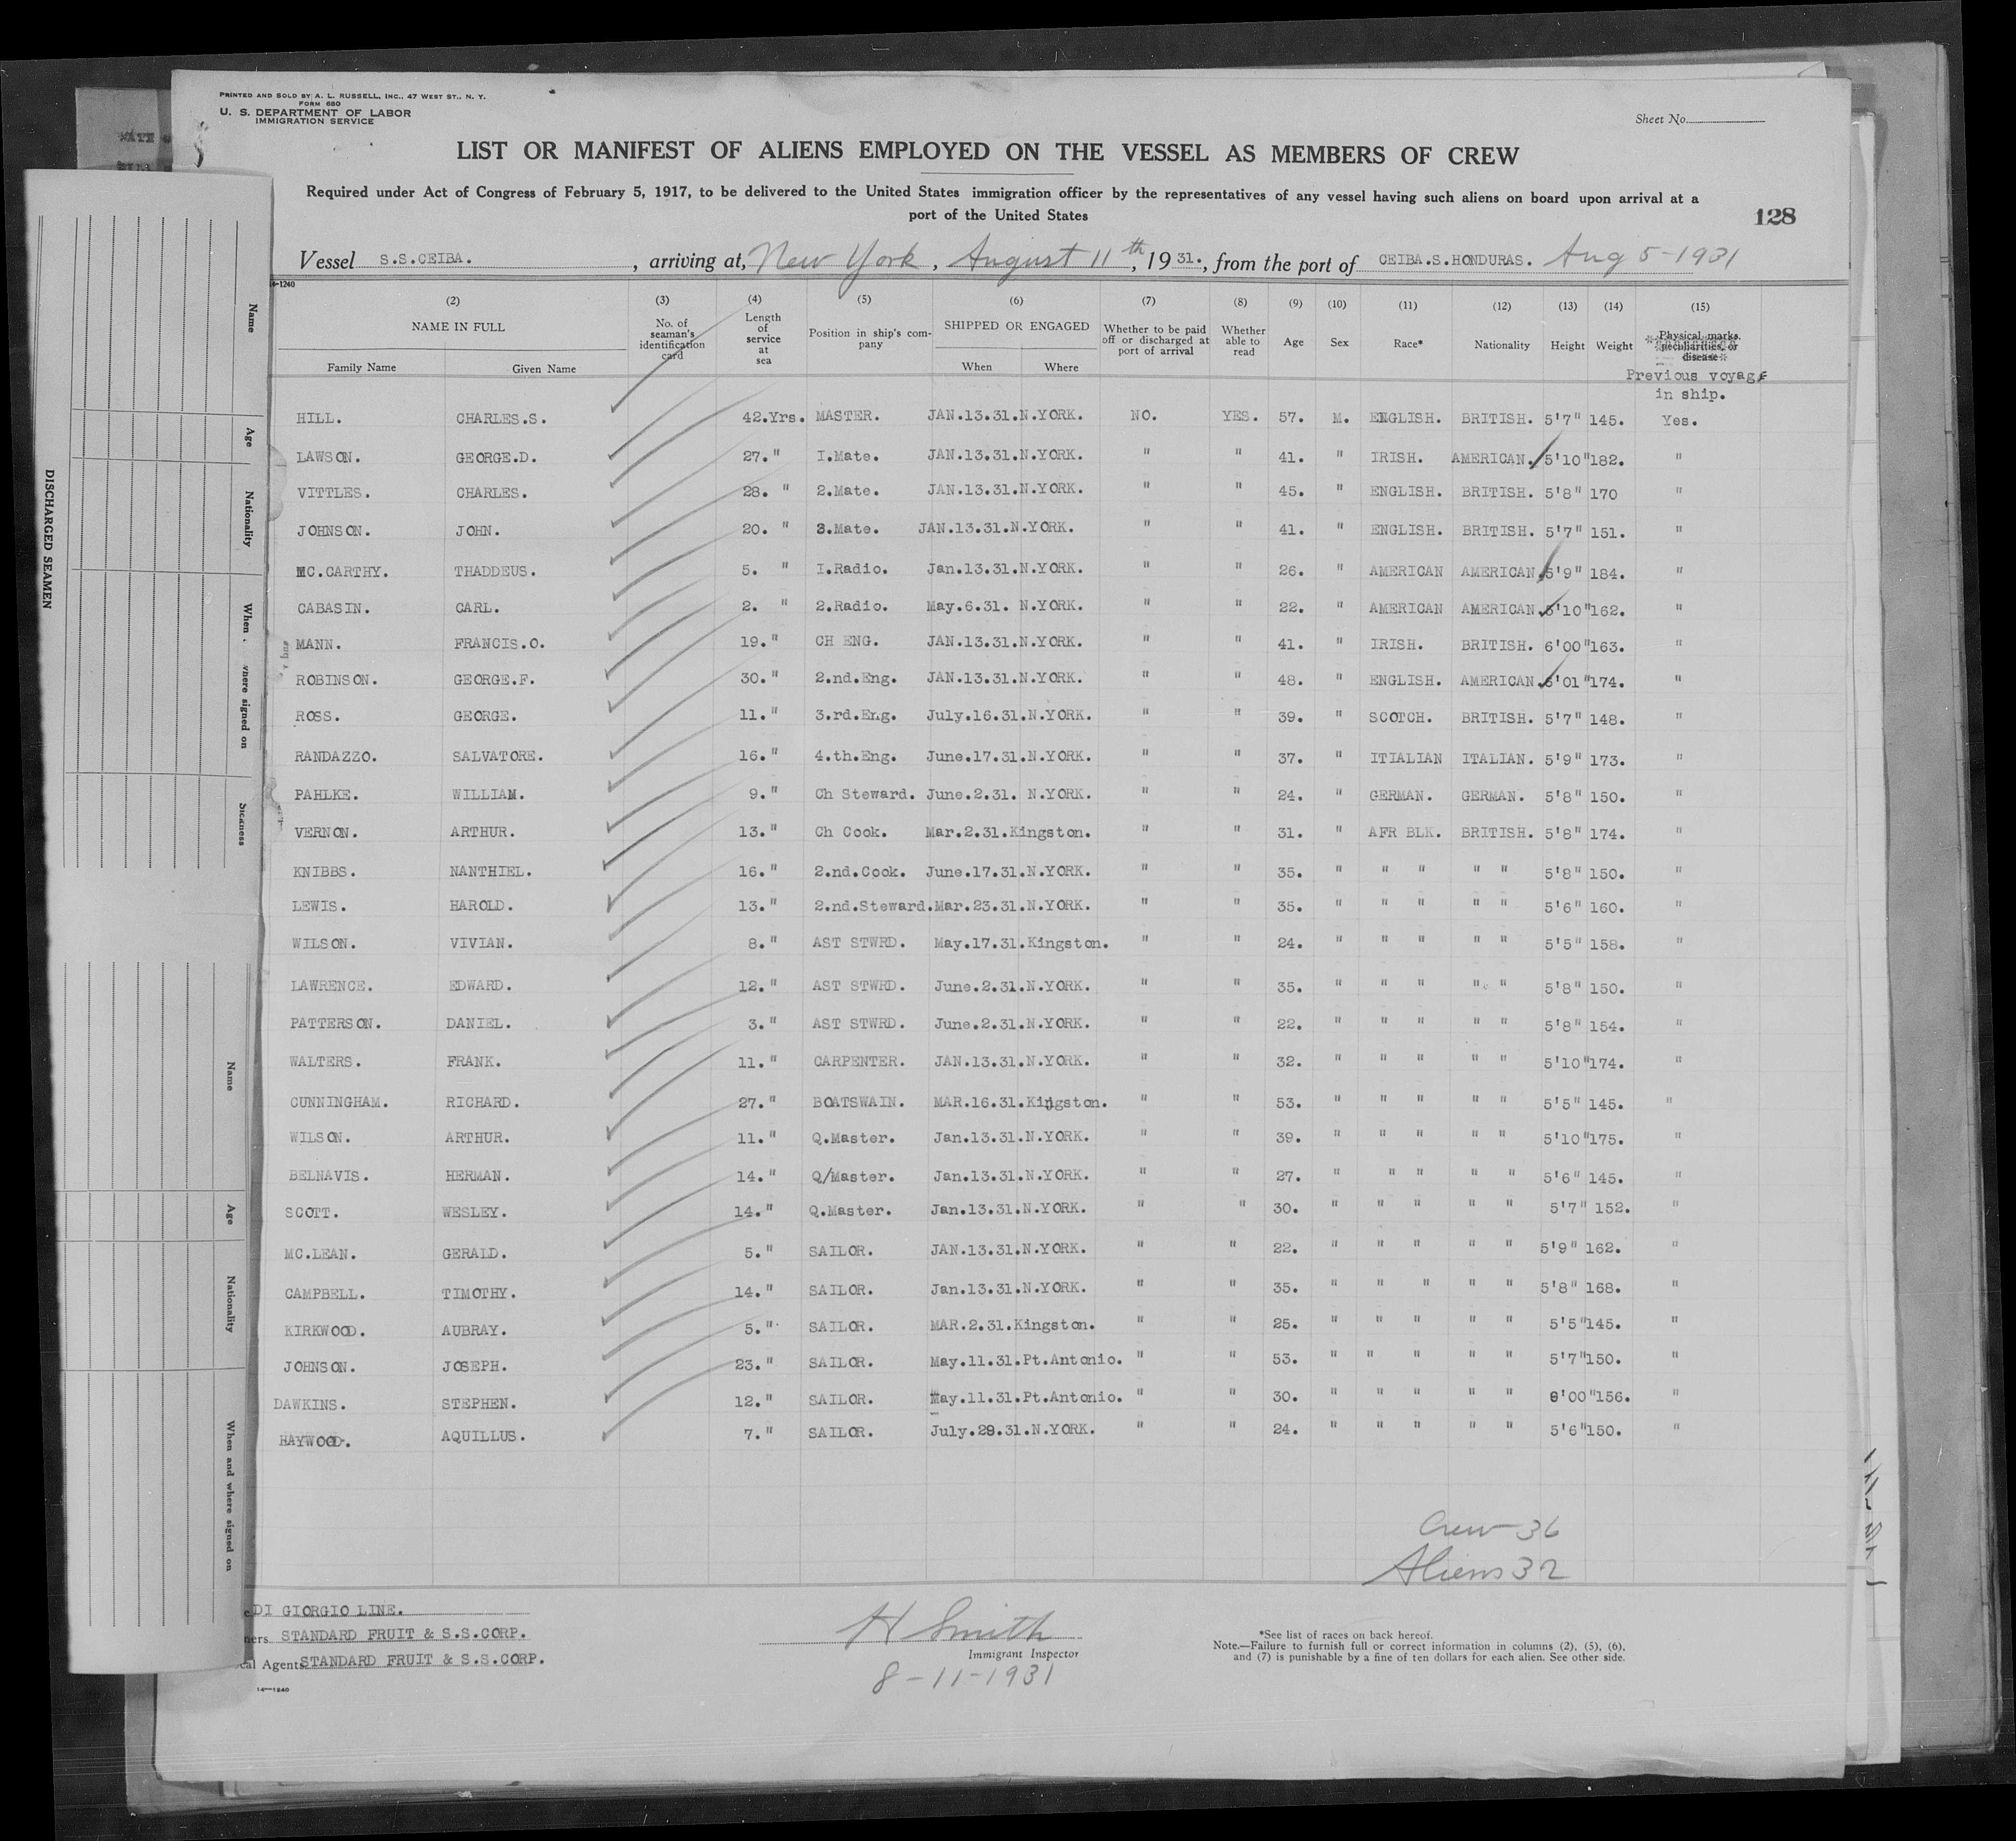 PRINTED AND SOLD BY A. L. RUSSELL, INC., 47 WEST ST., N. Y.
FORM 680
U. S. DEPARTMENT OF LABOR
IMMIGRATION SERVICE
Sheet No.
LIST OR MANIFEST OF ALIENS EMPLOYED ON THE VESSEL AS MEMBERS OF CREW
Required under Act of Congress of February 5, 1917, to be delivered to the United States immigration officer by the representatives of any vessel having such aliens on board upon arrival at a
port of the United States
128
Vessel S.S.CEIBA. , arriving at, New York , August 11th , 1931. , from the port of CEIBA.S.HONDURAS. Aug 5-1931
14-1240
(2) (3) (4) (5) (6) (7) (8) (9) (10) (11) (12) (13) (14) (15)
NAME IN FULL No. of seaman's identification card Length of service at sea Position in ship's company SHIPPED OR ENGAGED Whether to be paid off or discharged at port of arrival Whether able to read Age Sex Race* Nationality Height Weight Physical marks, peculiarities, or disease
Family Name Given Name When Where Previous voyage
in ship.
HILL. CHARLES.S. 42.Yrs. MASTER. JAN.13.31.N.YORK. NO. YES. 57. M. ENGLISH. BRITISH. 5'7" 145. Yes.
LAWSON. GEORGE.D. 27." I.Mate. JAN.13.31.N.YORK. " " 41. " IRISH. AMERICAN. 5'10" 182. "
VITTLES. CHARLES. 28. " 2.Mate. JAN.13.31.N.YORK. " " 45. " ENGLISH. BRITISH. 5'8" 170 "
JOHNSON. JOHN. 20. " 3.Mate. JAN.13.31.N.YORK. " " 41. " ENGLISH. BRITISH. 5'7" 151. "
MC.CARTHY. THADDEUS. 5. " I.Radio. Jan.13.31.N.YORK. " " 26. " AMERICAN AMERICAN. 5'9" 184. "
CABASIN. CARL. 2. " 2.Radio. May.6.31. N.YORK. " " 22. " AMERICAN AMERICAN. 5'10" 162. "
MANN. FRANCIS.O. 19." CH ENG. JAN.13.31.N.YORK. " " 41. " IRISH. BRITISH. 6'00" 163. "
ROBINSON. GEORGE.F. 30." 2.nd.Eng. JAN.13.31.N.YORK. " " 48. " ENGLISH. AMERICAN. 6'01" 174. "
ROSS. GEORGE. 11." 3.rd.Eng. July.16.31.N.YORK. " " 39. " SCOTCH. BRITISH. 5'7" 148. "
RANDAZZO. SALVATORE. 16." 4.th.Eng. June.17.31.N.YORK. " " 37. " ITIALIAN ITALIAN. 5'9" 173. "
PAHLKE. WILLIAM. 9." Ch Steward. June.2.31. N.YORK. " " 24. " GERMAN. GERMAN. 5'8" 150. "
VERNON. ARTHUR. 13." Ch Cook. Mar.2.31.Kingston. " " 31. " AFR BLK. BRITISH. 5'8" 174. "
KNIBBS. NANTHIEL. 16." 2.nd.Cook. June.17.31.N.YORK. " " 35. " " " " " 5'8" 150. "
LEWIS. HAROLD. 13." 2.nd.Steward. Mar.23.31.N.YORK. " " 35. " " " " " 5'6" 160. "
WILSON. VIVIAN. 8." AST STWRD. May.17.31.Kingston. " " 24. " " " " " 5'5" 158. "
LAWRENCE. EDWARD. 12." AST STWRD. June.2.31.N.YORK. " " 35. " " " " " 5'8" 150. "
PATTERSON. DANIEL. 3." AST STWRD. June.2.31.N.YORK. " " 22. " " " " " 5'8" 154. "
WALTERS. FRANK. 11." CARPENTER. JAN.13.31.N.YORK. " " 32. " " " " " 5'10" 174. "
CUNNINGHAM. RICHARD. 27." BOATSWAIN. MAR.16.31.Kingston. " " 53. " " " " " 5'5" 145. "
WILSON. ARTHUR. 11." Q.Master. Jan.13.31.N.YORK. " " 39. " " " " " 5'10" 175. "
BELNAVIS. HERMAN. 14." Q/Master. Jan.13.31.N.YORK. " " 27. " " " " " 5'6" 145. "
SCOTT. WESLEY. 14." Q.Master. Jan.13.31.N.YORK. " " 30. " " " " " 5'7" 152. "
MC.LEAN. GERALD. 5." SAILOR. JAN.13.31.N.YORK. " " 22. " " " " " 5'9" 162. "
CAMPBELL. TIMOTHY. 14." SAILOR. Jan.13.31.N.YORK. " " 35. " " " " " 5'8" 168. "
KIRKWOOD. AUBRAY. 5." SAILOR. MAR.2.31.Kingston. " " 25. " " " " " 5'5" 145. "
JOHNSON. JOSEPH. 23." SAILOR. May.11.31.Pt.Antonio. " " 53. " " " " " 5'7" 150. "
DAWKINS. STEPHEN. 12." SAILOR. May.11.31.Pt.Antonio. " " 30. " " " " " 6'00" 156. "
HAYWOOD. AQUILLUS. 7." SAILOR. July.29.31.N.YORK. " " 24. " " " " " 5'6" 150. "
Crew 36
Aliens 32
DI GIORGIO LINE.
STANDARD FRUIT & S.S.CORP.
Agents STANDARD FRUIT & S.S.CORP.
14-1240
H Smith
Immigrant Inspector
8-11-1931
*See list of races on back hereof.
Note.—Failure to furnish full or correct information in columns (2), (5), (6),
and (7) is punishable by a fine of ten dollars for each alien. See other side.
DISCHARGED SEAMEN
Name
Age
Nationality
When
where signed on
Sickness
Name
Age
Nationality
When and where signed on